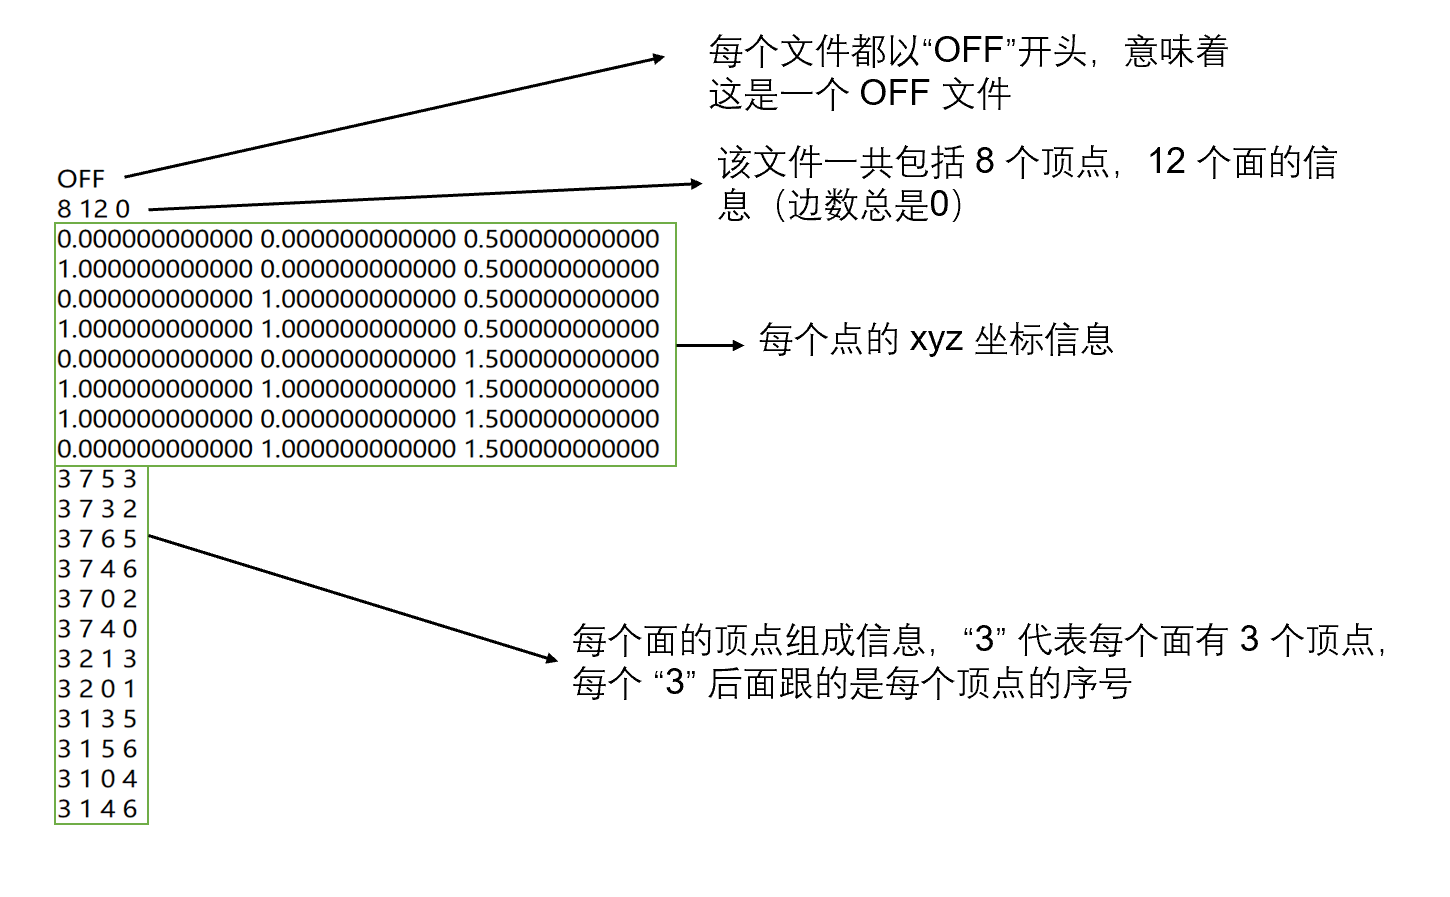 每个文件都以“OFF”开头，意味着
这是一个 OFF 文件
该文件一共包括 8 个顶点，12 个面的信
息（边数总是0）
OFF
8 12 0
0.000000000000 0.000000000000 0.500000000000
1.000000000000 0.000000000000 0.500000000000
0.000000000000 1.000000000000 0.500000000000
1.000000000000 1.000000000000 0.500000000000
0.000000000000 0.000000000000 1.500000000000
1.000000000000 1.000000000000 1.500000000000
1.000000000000 0.000000000000 1.500000000000
0.000000000000 1.000000000000 1.500000000000
每个点的 xyz 坐标信息
3 7 5 3
3 7 3 2
3 7 6 5
3 7 4 6
3 7 0 2
3 7 4 0
3 2 1 3
3 2 0 1
3 1 3 5
3 1 5 6
3 1 0 4
3 1 4 6
每个面的顶点组成信息，“3” 代表每个面有 3 个顶点，
每个 “3” 后面跟的是每个顶点的序号